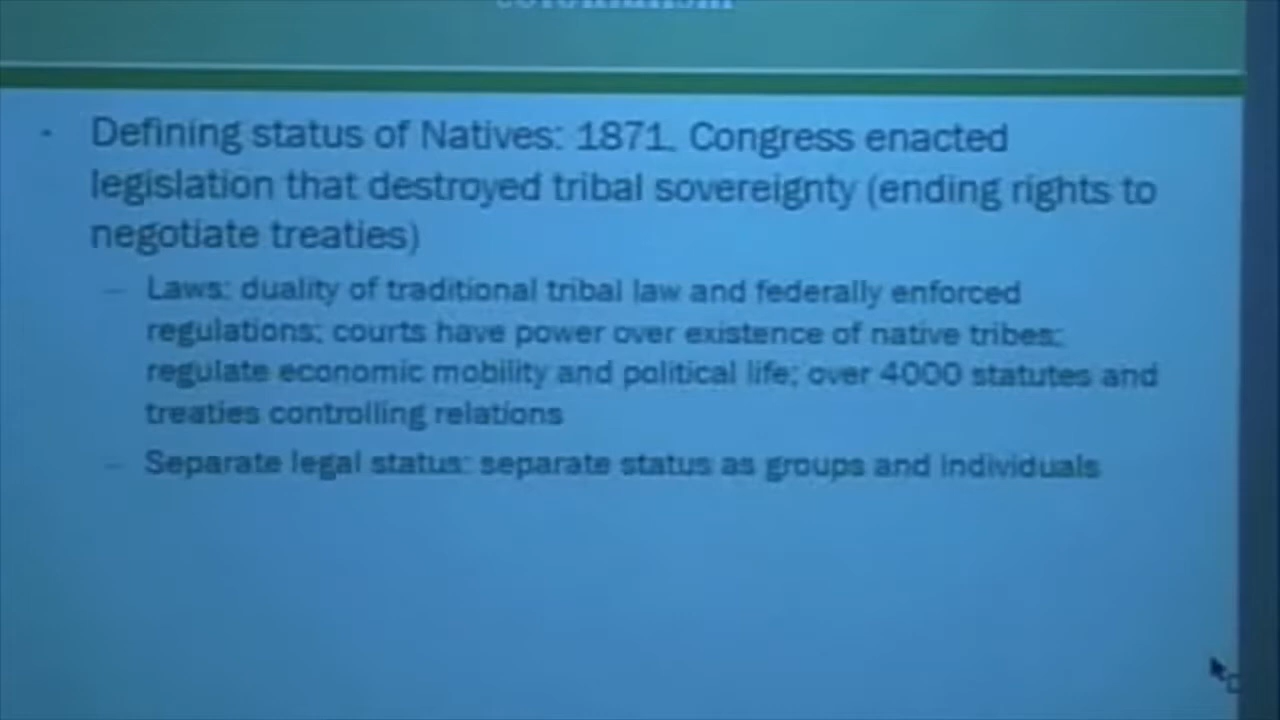 colonialism
Defining status of Natives: 1871, Congress enacted
legislation that destroyed tribal sovereignty (ending rights to
negotiate treaties)
Laws: duality of traditional tribal law and federally enforced
regulations; courts have power over existence of native tribes;
regulate economic mobility and political life; over 4000 statutes and
treaties controlling relations
Separate legal status: separate status as groups and individuals